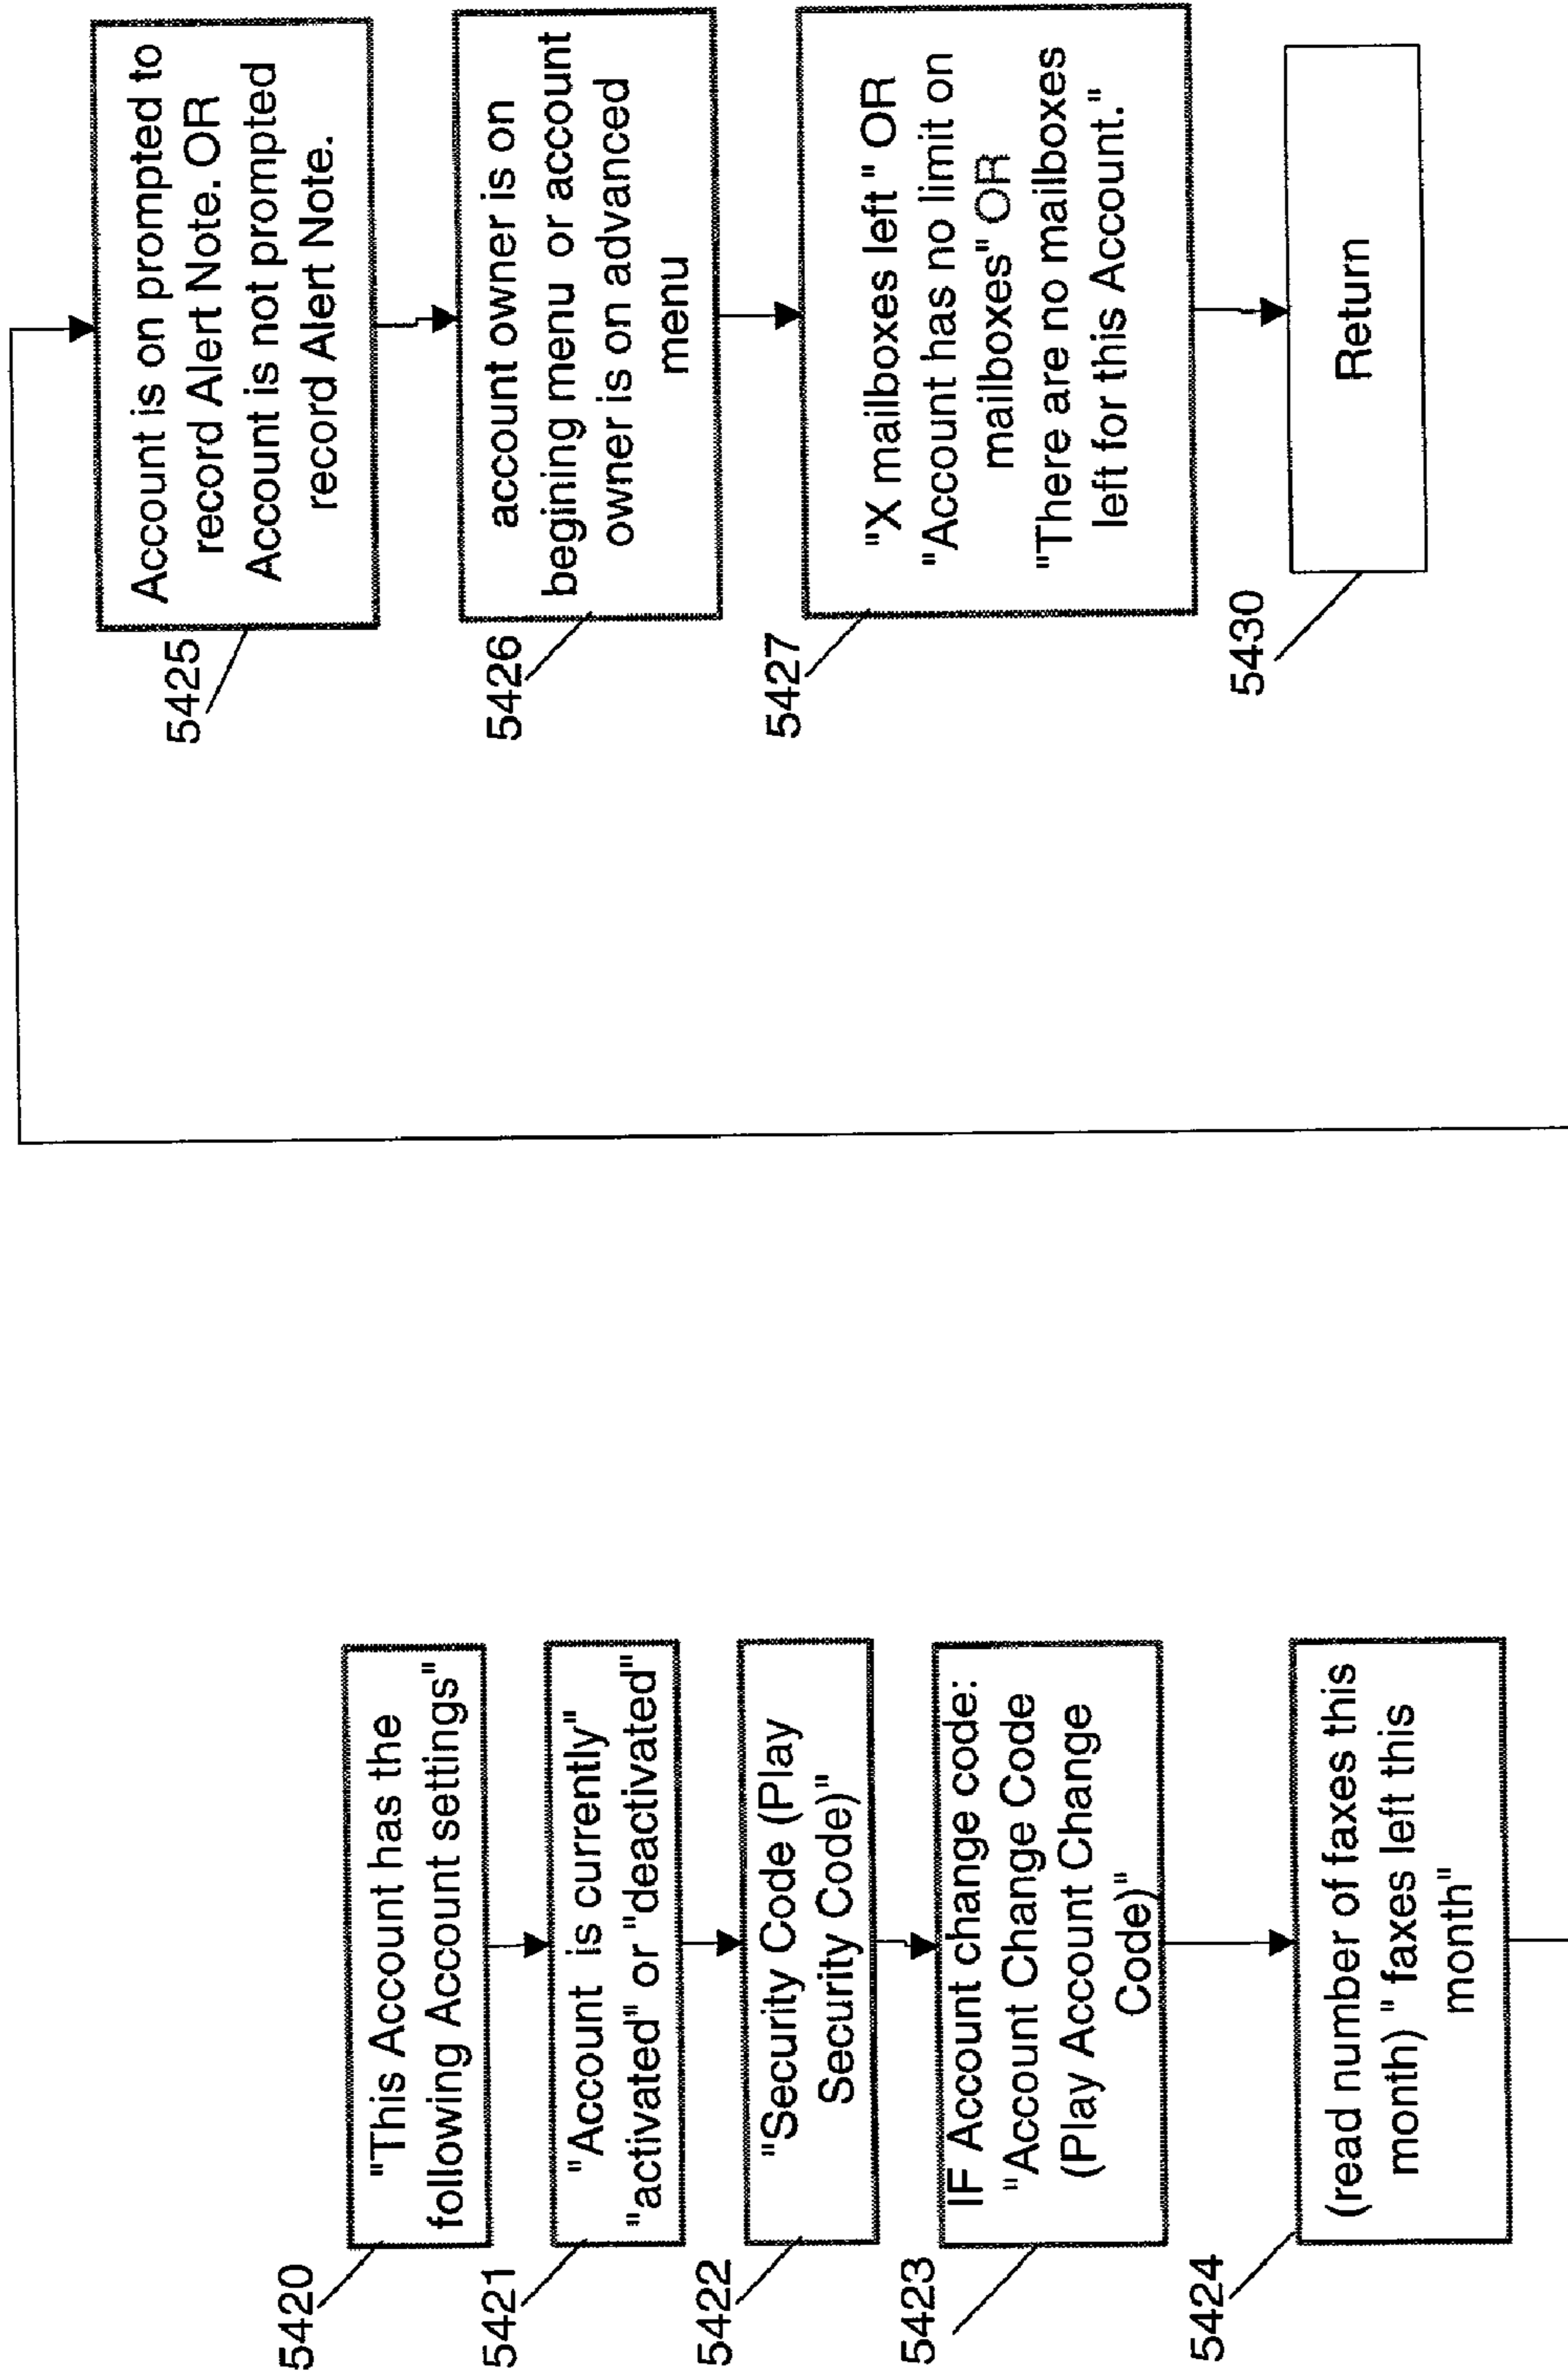 5420
"This Account has the
following Account settings"
5421
"Account is currently"
"activated" or "deactivated"
5422
"Security Code (Play
Security Code)"
5423
IF Account change code:
"Account Change Code
(Play Account Change
Code)"
5424
(read number of faxes this
month) " faxes left this
month"
5425
Account is on prompted to
record Alert Note. OR
Account is not prompted
record Alert Note.
5426
account owner is on
begining menu or account
owner is on advanced
menu
5427
"X mailboxes left" OR
"Account has no limit on
mailboxes" OR
"There are no mailboxes
left for this Account."
5430
Return